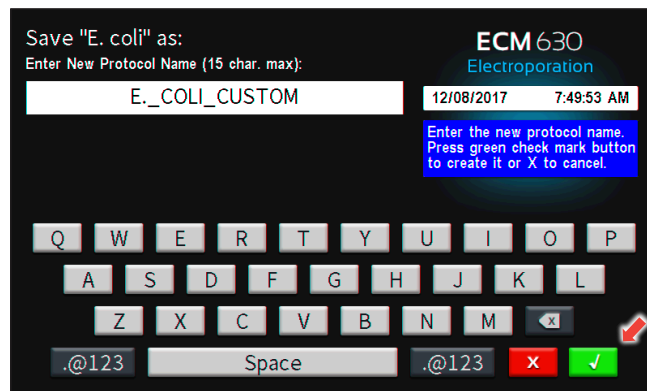 Save "E. coli" as:
Enter New Protocol Name (15 char. max):
E._COLI_CUSTOM
ECM 630
Electroporation
12/08/2017 7:49:53 AM
Enter the new protocol name.
Press green check mark button
to create it or X to cancel.
Q W E R T Y U I O P
A S D F G H J K L
Z X C V B N M x
.@123 Space .@123 X √